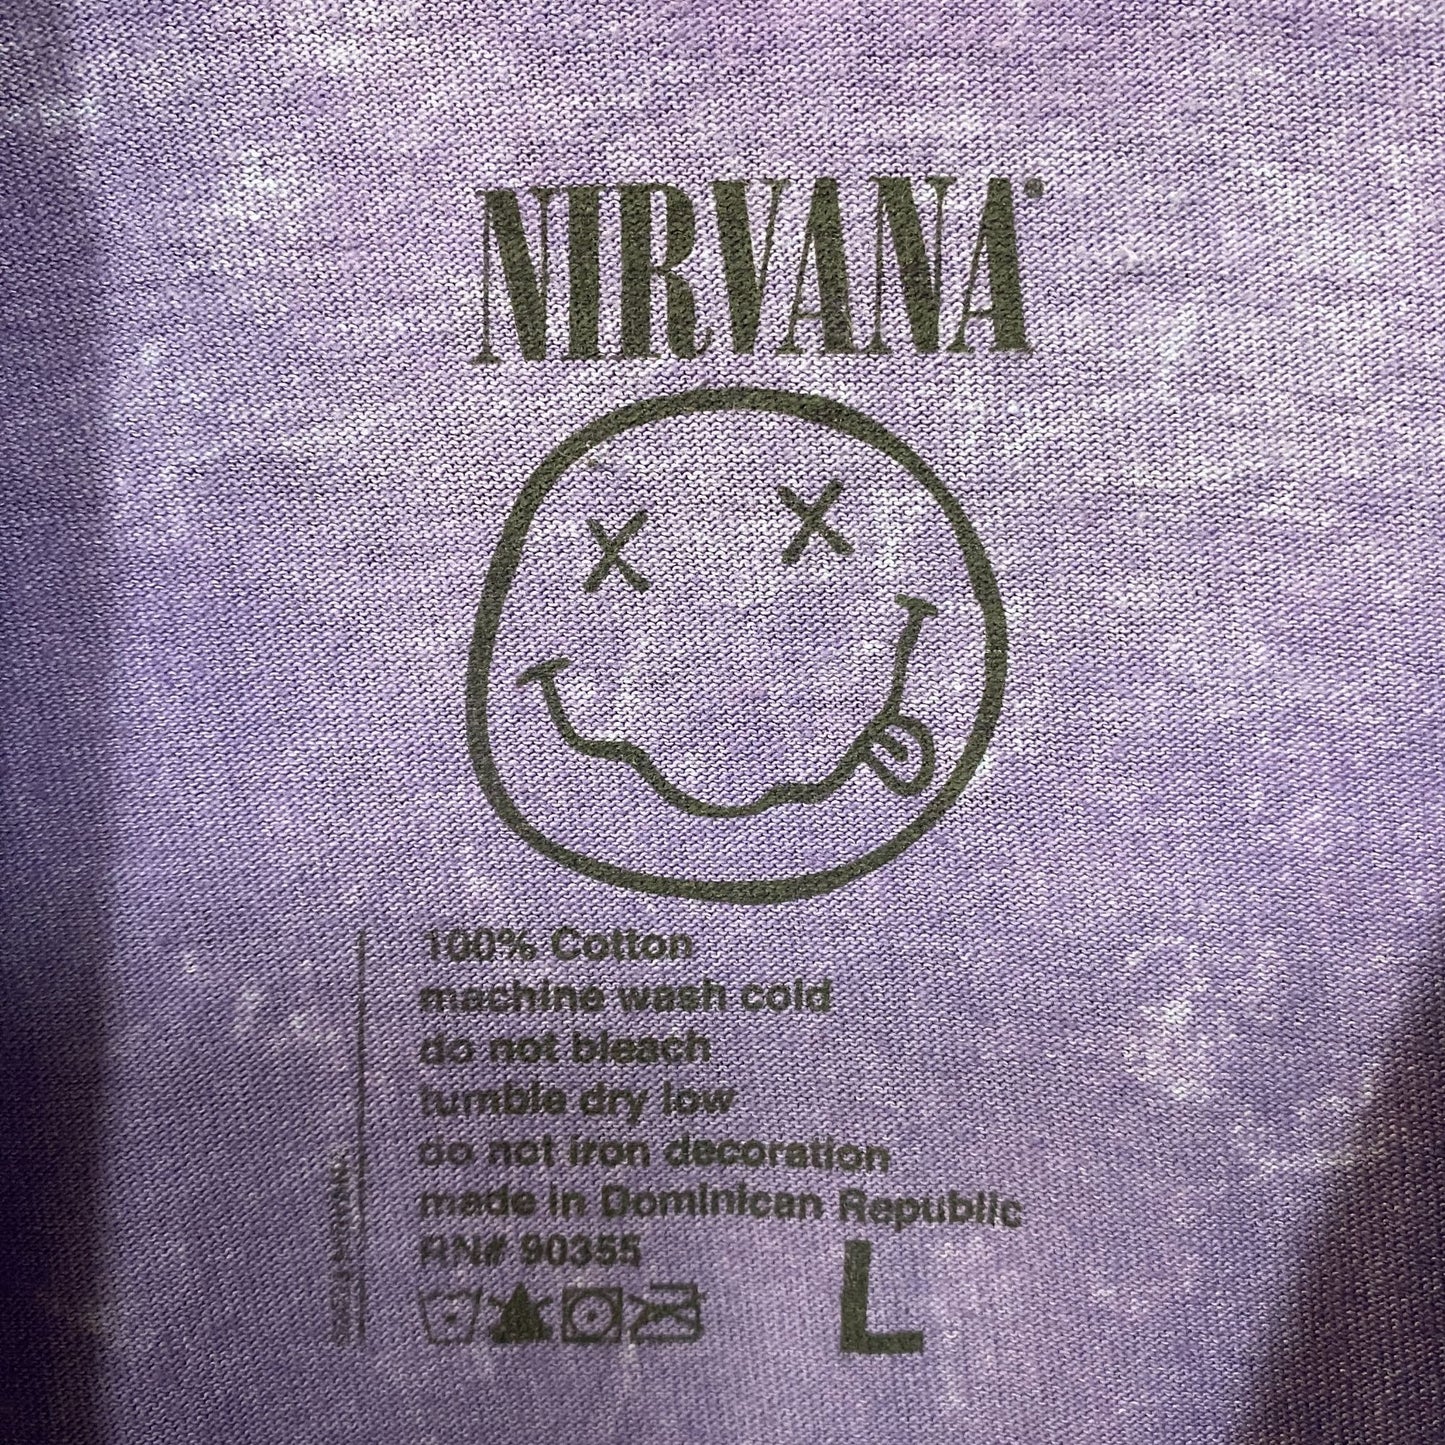 NIRVANA®
100% Cotton
machine wash cold
do not bleach
tumble dry low
do not iron decoration
made in Dominican Republic
RN# 90355
L